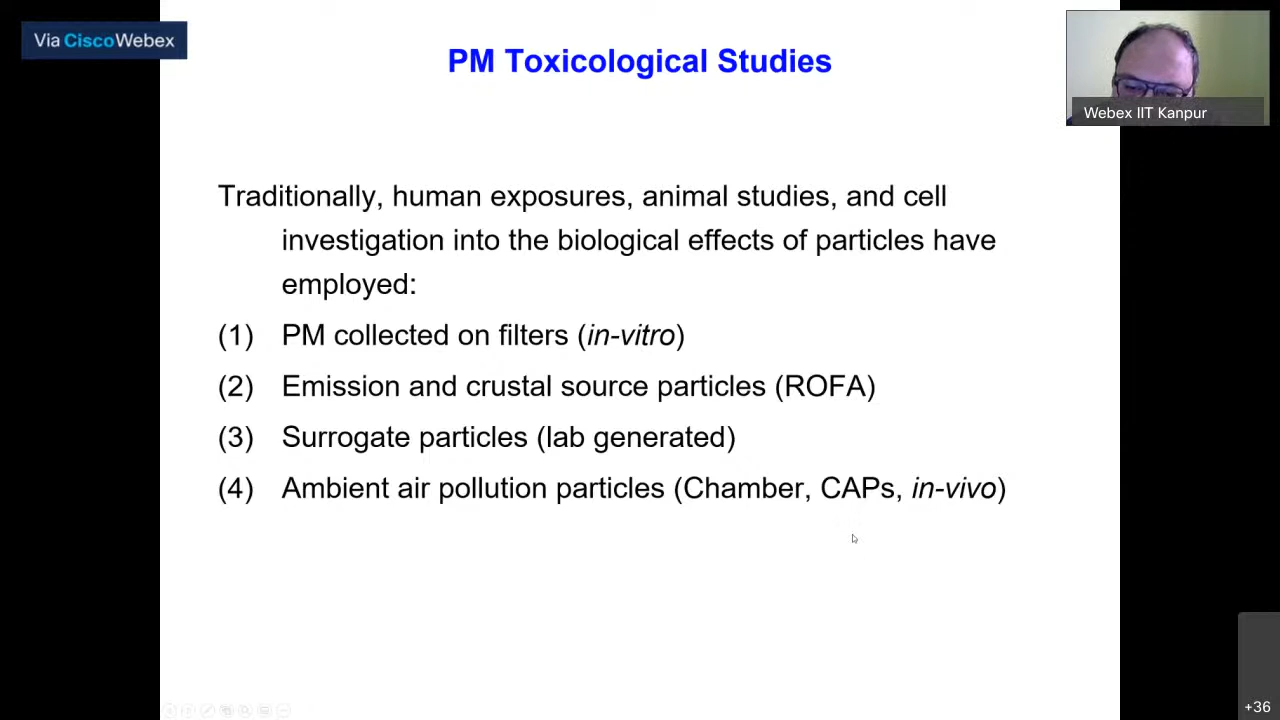 Via CiscoWebex
PM Toxicological Studies
Webex IIT Kanpur
Traditionally, human exposures, animal studies, and cell
investigation into the biological effects of particles have
employed:
(1) PM collected on filters (in-vitro)
(2) Emission and crustal source particles (ROFA)
(3) Surrogate particles (lab generated)
(4) Ambient air pollution particles (Chamber, CAPs, in-vivo)
+36